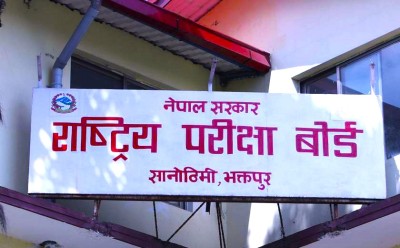 नेपाल सरकार
राष्ट्रिय परीक्षा बोर्ड
सानोठिमी, भक्तपुर